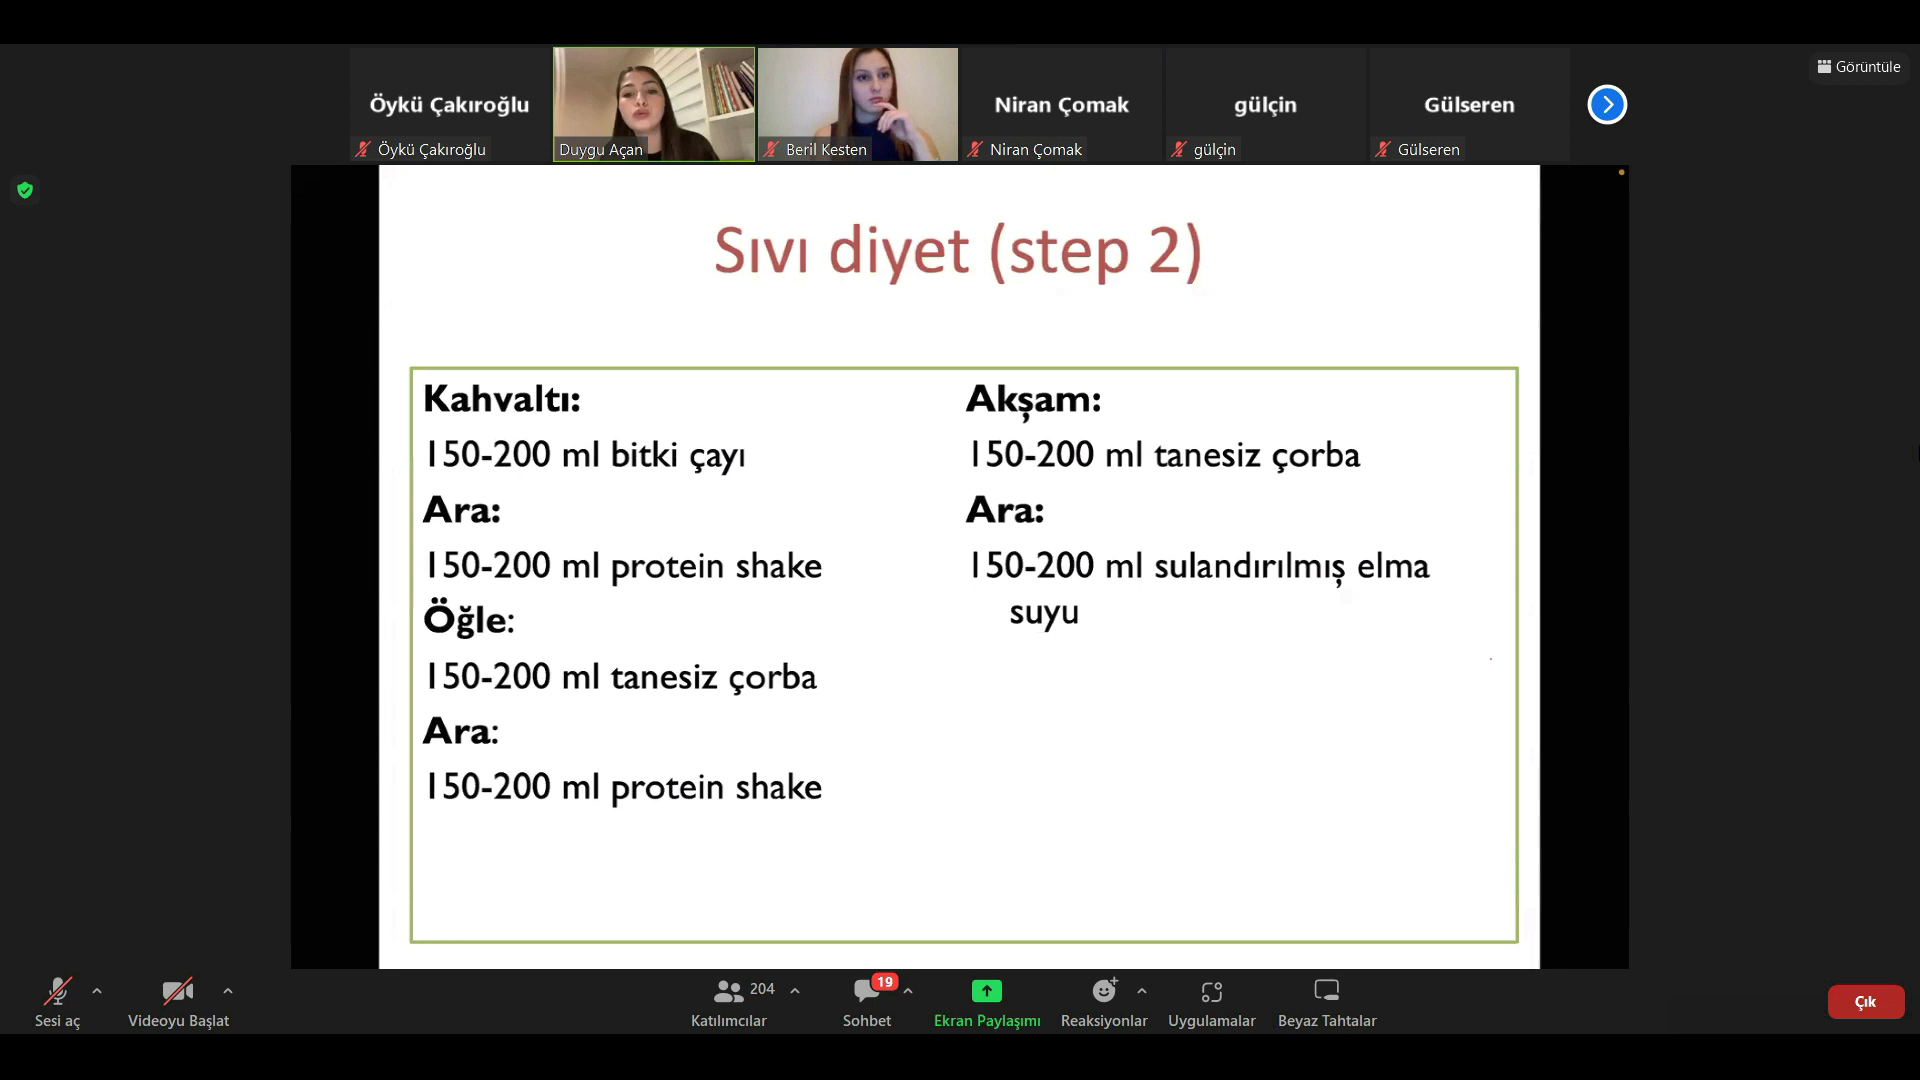 Öykü Çakıroğlu
Niran Çomak
gülçin
Gülseren
Görüntüle
Öykü Çakıroğlu
Duygu Açan
Beril Kesten
Niran Çomak
gülçin
Gülseren
Sıvı diyet (step 2)
Kahvaltı:
150-200 ml bitki çayı
Ara:
150-200 ml protein shake
Öğle:
150-200 ml tanesiz çorba
Ara:
150-200 ml protein shake
Akşam:
150-200 ml tanesiz çorba
Ara:
150-200 ml sulandırılmış elma
suyu
Sesi aç
Videoyu Başlat
204
Katılımcılar
19
Sohbet
Ekran Paylaşımı
Reaksiyonlar
Uygulamalar
Beyaz Tahtalar
Çık